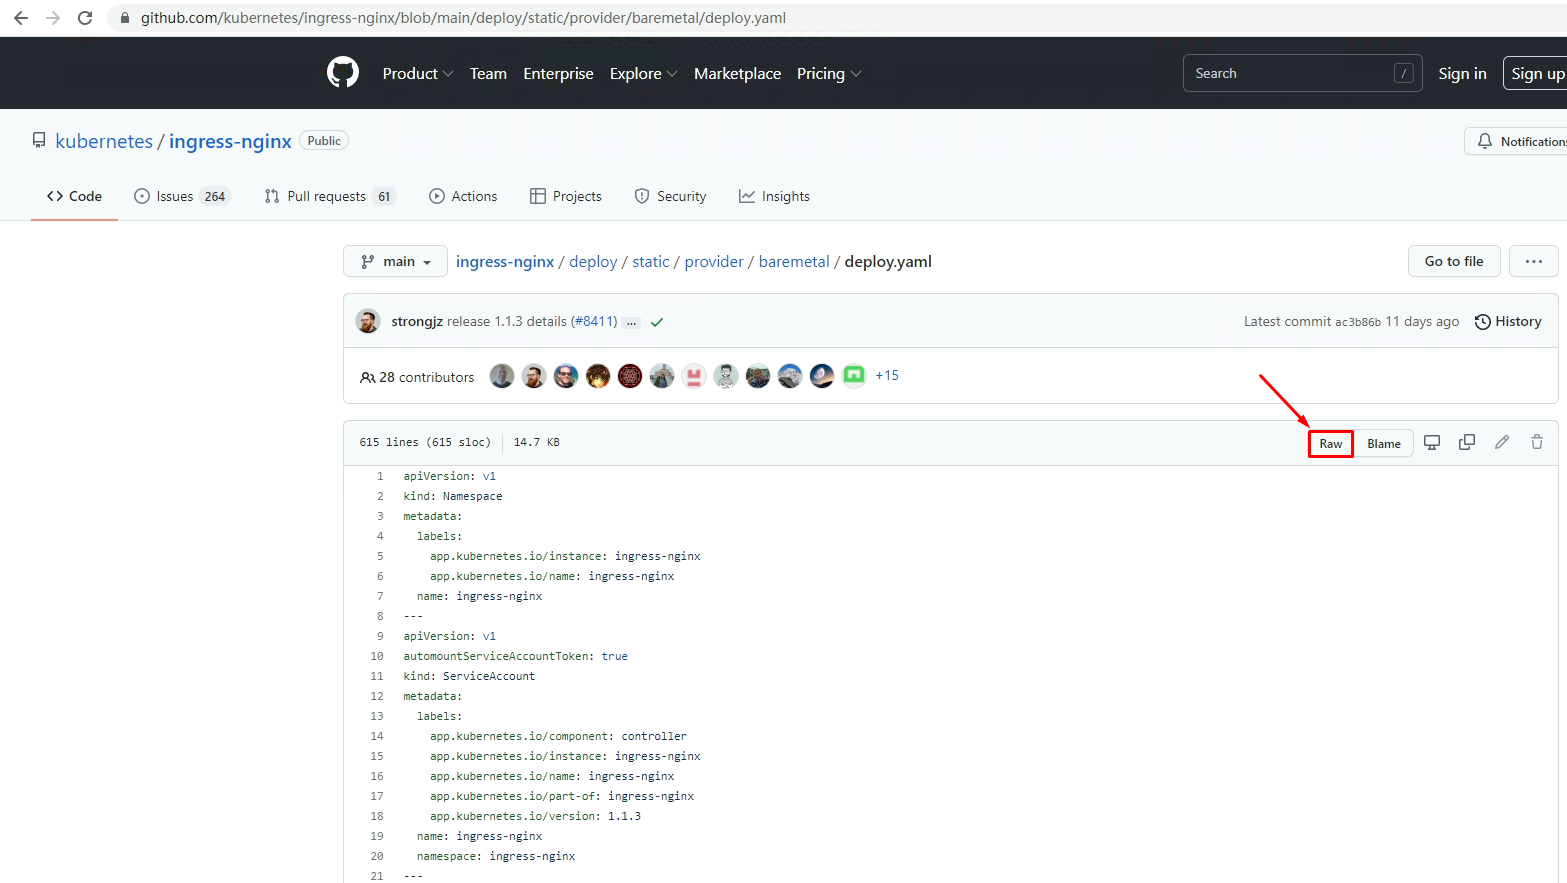 github.com/kubernetes/ingress-nginx/blob/main/deploy/static/provider/baremetal/deploy.yaml
Product Team Enterprise Explore Marketplace Pricing Search / Sign in Sign up
kubernetes / ingress-nginx Public Notifications
<> Code Issues 264 Pull requests 61 Actions Projects Security Insights
main ingress-nginx / deploy / static / provider / baremetal / deploy.yaml Go to file ...
strongjz release 1.1.3 details (#8411) ... Latest commit ac3b86b 11 days ago History
28 contributors +15
615 lines (615 sloc) 14.7 KB Raw Blame
1 apiVersion: v1
2 kind: Namespace
3 metadata:
4 labels:
5 app.kubernetes.io/instance: ingress-nginx
6 app.kubernetes.io/name: ingress-nginx
7 name: ingress-nginx
8 ---
9 apiVersion: v1
10 automountServiceAccountToken: true
11 kind: ServiceAccount
12 metadata:
13 labels:
14 app.kubernetes.io/component: controller
15 app.kubernetes.io/instance: ingress-nginx
16 app.kubernetes.io/name: ingress-nginx
17 app.kubernetes.io/part-of: ingress-nginx
18 app.kubernetes.io/version: 1.1.3
19 name: ingress-nginx
20 namespace: ingress-nginx
21 ---